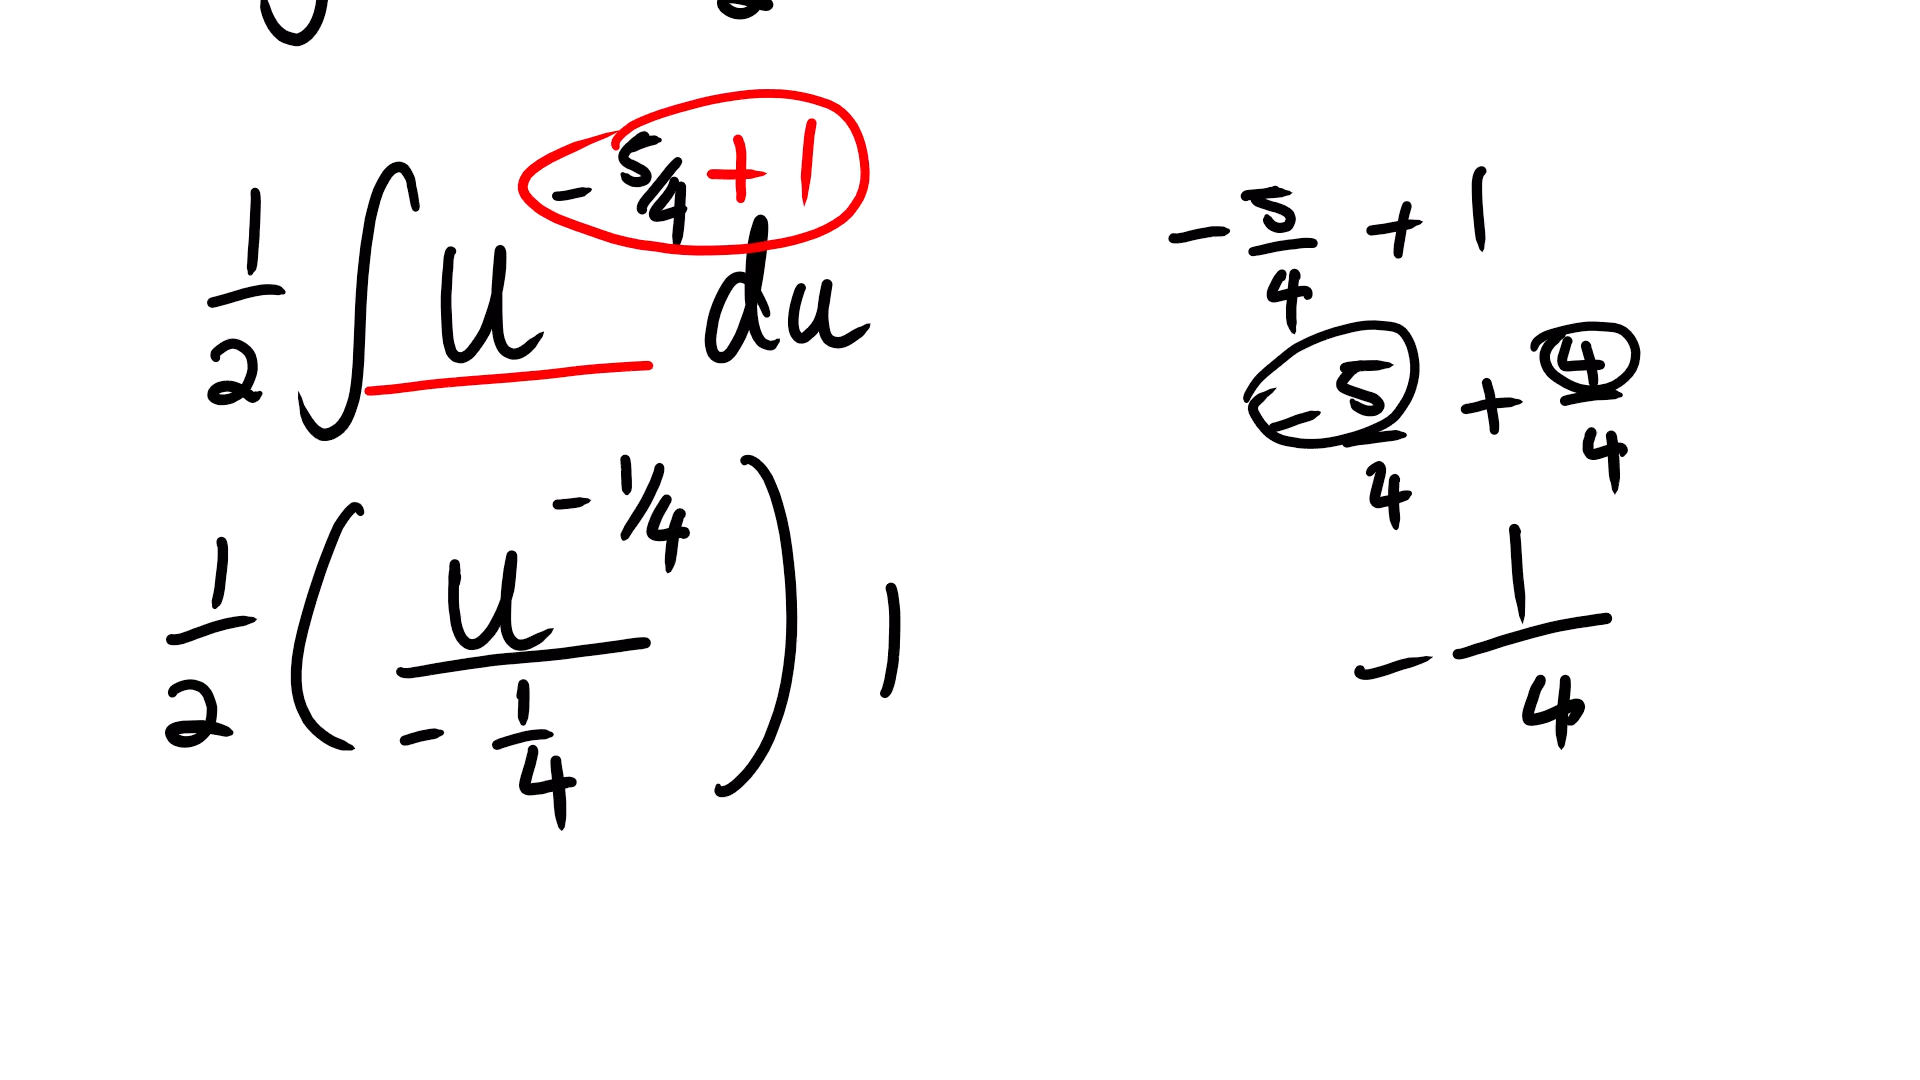 1/2 ∫ u^(-5/4 + 1) du
1/2 ( u^(-1/4) / -1/4 ) 1
- 5/4 + 1
-5/4 + 4/4
- 1/4